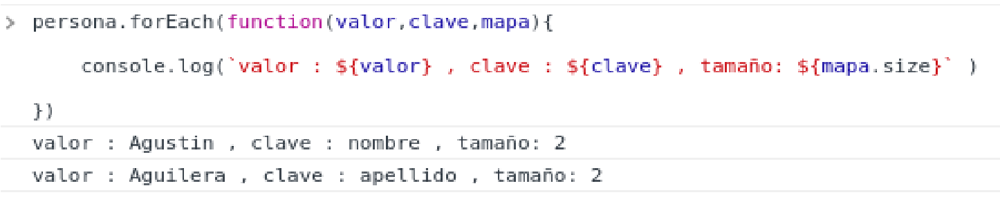 > persona.forEach(function(valor,clave,mapa){
console.log(`valor : ${valor} , clave : ${clave} , tamaño: ${mapa.size}` )
})
valor : Agustin , clave : nombre , tamaño: 2
valor : Aguilera , clave : apellido , tamaño: 2